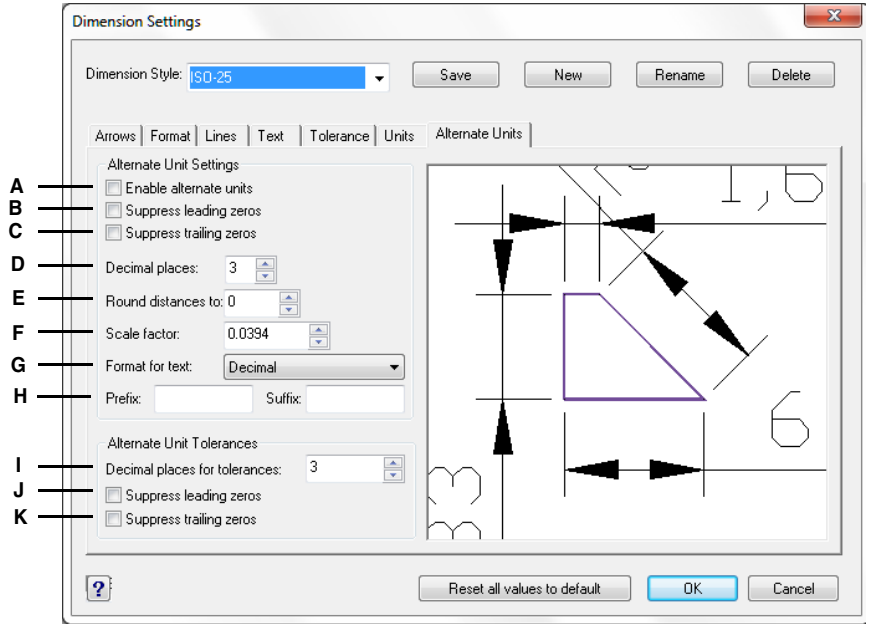 Dimension Settings
Dimension Style: ISO-25 Save New Rename Delete
Arrows Format Lines Text Tolerance Units Alternate Units
Alternate Unit Settings
A Enable alternate units
B Suppress leading zeros
C Suppress trailing zeros
D Decimal places: 3
E Round distances to: 0
F Scale factor: 0.0394
G Format for text: Decimal
H Prefix: Suffix:
Alternate Unit Tolerances
I Decimal places for tolerances: 3
J Suppress leading zeros
K Suppress trailing zeros
6
? Reset all values to default OK Cancel